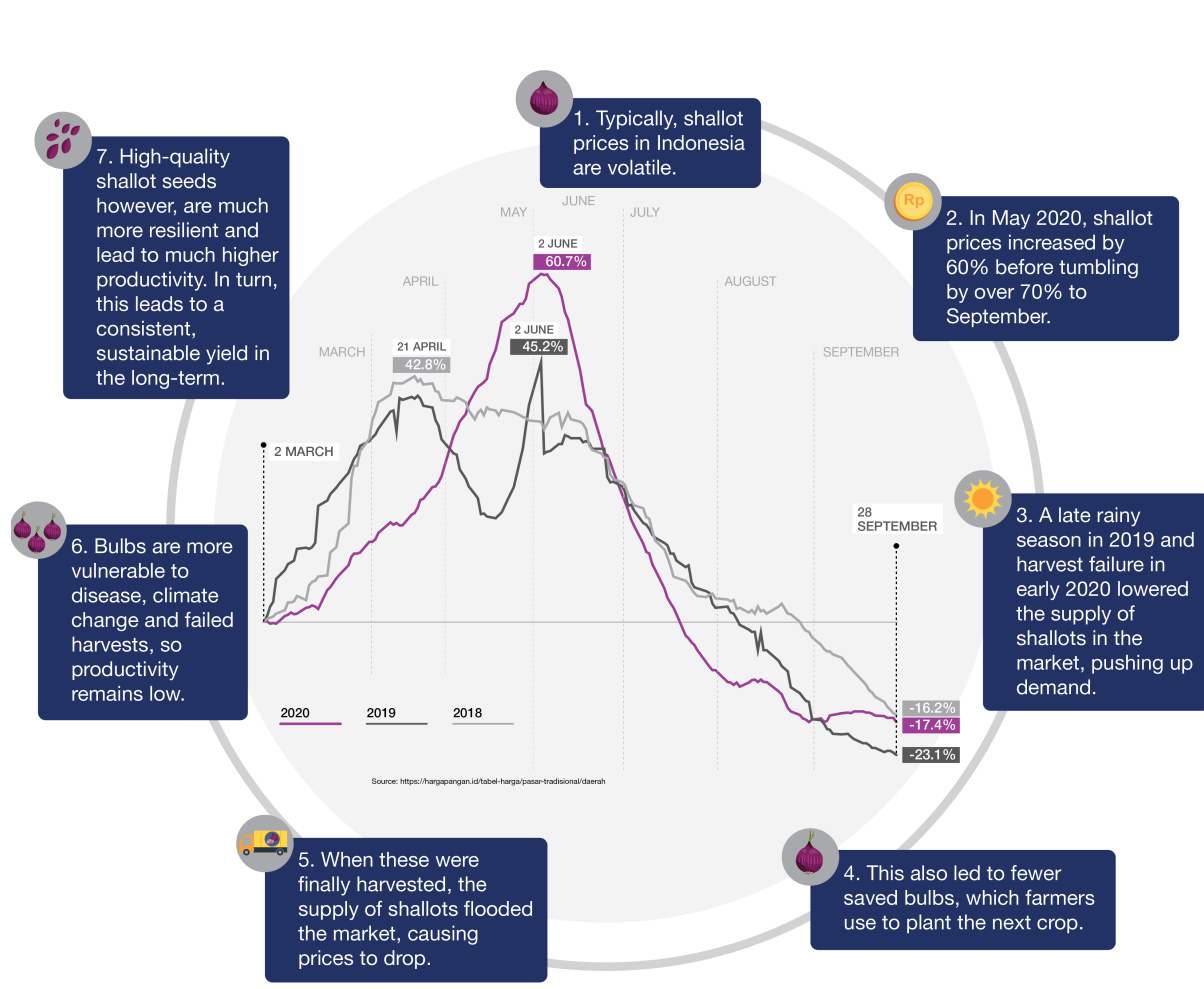 1. Typically, shallot
prices in Indonesia
are volatile.
Rp
2. In May 2020, shallot
prices increased by
60% before tumbling
by over 70% to
September.
3. A late rainy
season in 2019 and
harvest failure in
early 2020 lowered
the supply of
shallots in the
market, pushing up
demand.
4. This also led to fewer
saved bulbs, which farmers
use to plant the next crop.
5. When these were
finally harvested, the
supply of shallots flooded
the market, causing
prices to drop.
6. Bulbs are more
vulnerable to
disease, climate
change and failed
harvests, so
productivity
remains low.
7. High-quality
shallot seeds
however, are much
more resilient and
lead to much higher
productivity. In turn,
this leads to a
consistent,
sustainable yield in
the long-term.
MARCH
APRIL
MAY
JUNE
JULY
AUGUST
SEPTEMBER
2 MARCH
21 APRIL
42.8%
2 JUNE
60.7%
2 JUNE
45.2%
28
SEPTEMBER
-16.2%
-17.4%
-23.1%
2020
2019
2018
Source: https://hargapangan.id/tabel-harga/pasar-tradisional/daerah